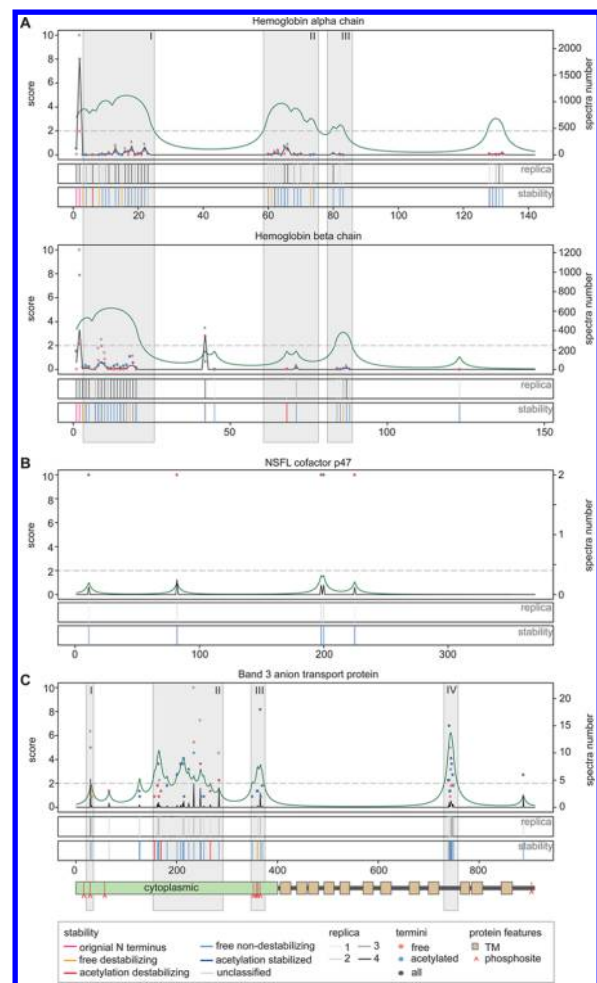 A
Hemoglobin alpha chain
I II III
score
spectra number
10
8
6
4
2
0
2000
1500
1000
500
0
replica
stability
0 20 40 60 80 100 120 140
Hemoglobin beta chain
score
spectra number
10
8
6
4
2
0
1200
1000
800
600
400
200
0
replica
stability
0 50 100 150
B
NSFL cofactor p47
score
spectra number
10
8
6
4
2
0
2
1
0
replica
stability
0 100 200 300
C
Band 3 anion transport protein
I II III IV
score
spectra number
10
8
6
4
2
0
20
15
10
5
0
replica
stability
0 200 400 600 800
cytoplasmic
stability
orignial N terminus
free destabilizing
acetylation destabilizing
free non-destabilizing
acetylation stabilized
unclassified
replica
1 3
2 4
termini
free
acetylated
all
protein features
TM
phosphosite